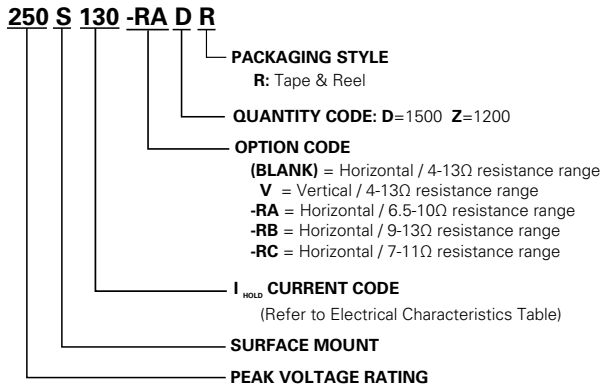 250 S 130 -RA D R
PACKAGING STYLE
R: Tape & Reel
QUANTITY CODE: D=1500 Z=1200
OPTION CODE
(BLANK) = Horizontal / 4-13Ω resistance range
V = Vertical / 4-13Ω resistance range
-RA = Horizontal / 6.5-10Ω resistance range
-RB = Horizontal / 9-13Ω resistance range
-RC = Horizontal / 7-11Ω resistance range
I HOLD CURRENT CODE
(Refer to Electrical Characteristics Table)
SURFACE MOUNT
PEAK VOLTAGE RATING